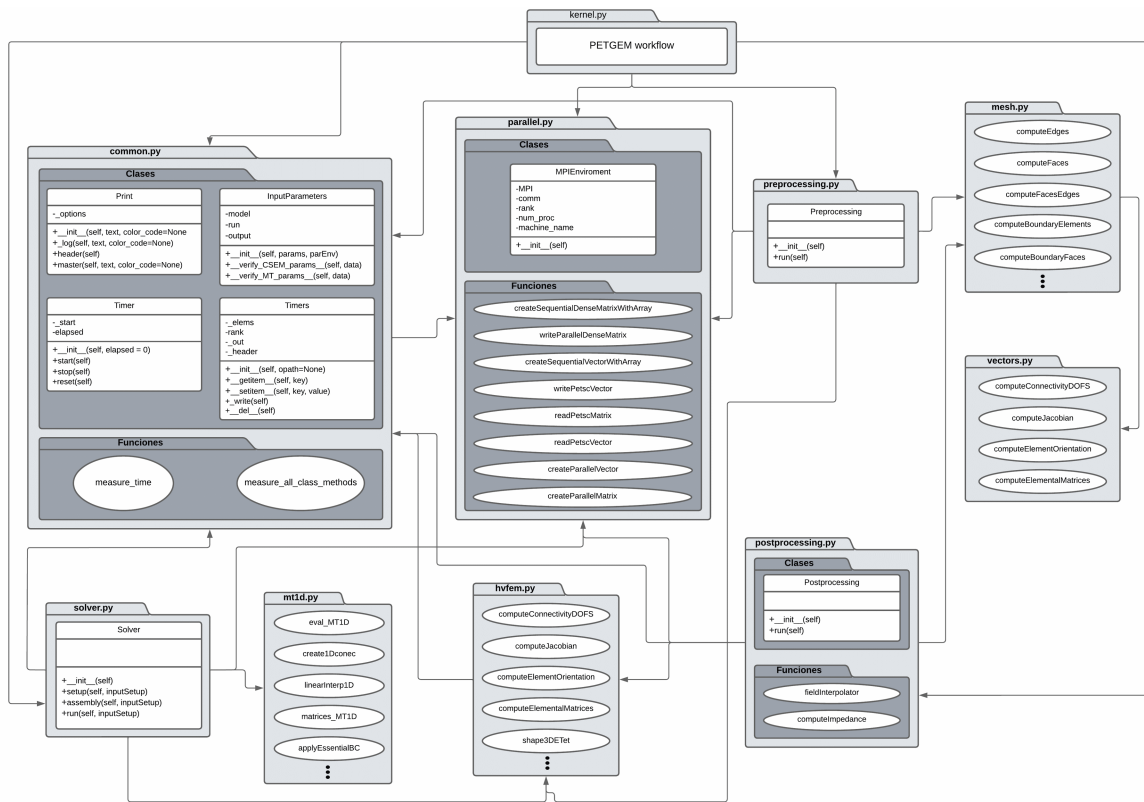 kernel.py
PETGEM workflow
common.py
Clases
Print
-_options
+__init__(self, text, color_code=None
+_log(self, text, color_code=None)
+header(self)
+master(self, text, color_code=None)
InputParameters
-model
-run
-output
+__init__(self, params, parEnv)
+__verify_CSEM_params__(self, data)
+__verify_MT_params__(self, data)
Timer
-_start
-elapsed
+__init__(self, elapsed = 0)
+start(self)
+stop(self)
+reset(self)
Timers
-_elems
-rank
-_out
-_header
+__init__(self, opath=None)
+__getitem__(self, key)
+__setitem__(self, key, value)
+_write(self)
+__del__(self)
Funciones
measure_time
measure_all_class_methods
parallel.py
Clases
MPIEnviroment
-MPI
-comm
-rank
-num_proc
-machine_name
+__init__(self)
Funciones
createSequentialDenseMatrixWithArray
writeParallelDenseMatrix
createSequentialVectorWithArray
writePetscVector
readPetscMatrix
readPetscVector
createParallelVector
createParallelMatrix
preprocessing.py
Preprocessing
+__init__(self)
+run(self)
mesh.py
computeEdges
computeFaces
computeFacesEdges
computeBoundaryElements
computeBoundaryFaces
vectors.py
computeConnectivityDOFS
computeJacobian
computeElementOrientation
computeElementalMatrices
solver.py
Solver
+__init__(self)
+setup(self, inputSetup)
+assembly(self, inputSetup)
+run(self, inputSetup)
mt1d.py
eval_MT1D
create1Dconec
linearInterp1D
matrices_MT1D
applyEssentialBC
hvfem.py
computeConnectivityDOFS
computeJacobian
computeElementOrientation
computeElementalMatrices
shape3DETet
postprocessing.py
Clases
Postprocessing
+__init__(self)
+run(self)
Funciones
fieldInterpolator
computeImpedance